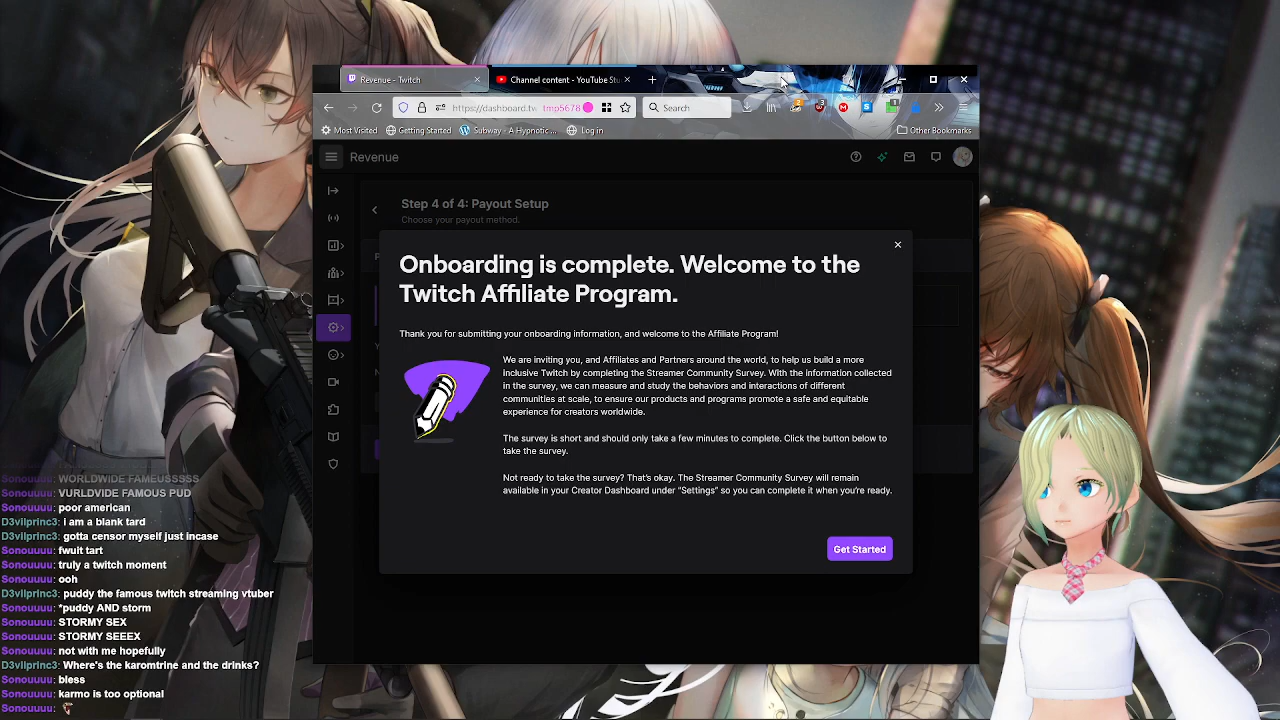 Revenue - Twitch
Channel content - YouTube Stu
https://dashboard.tw tmp5678
Search
Most Visited
Getting Started
Subway - A Hypnotic ...
Log in
Other Bookmarks
Revenue
Step 4 of 4: Payout Setup
Choose your payout method.
Onboarding is complete. Welcome to the
Twitch Affiliate Program.
Thank you for submitting your onboarding information, and welcome to the Affiliate Program!
We are inviting you, and Affiliates and Partners around the world, to help us build a more
Inclusive Twitch by completing the Streamer Community Survey. With the information collected
in the survey, we can measure and study the behaviors and interactions of different
communities at scale, to ensure our products and programs promote a safe and equitable
experience for creators worldwide.
The survey is short and should only take a few minutes to complete. Click the button below to
take the survey.
Not ready to take the survey? That's okay. The Streamer Community Survey will remain
available in your Creator Dashboard under “Settings” so you can complete it when you're ready.
Get Started
Sonouuuu: WORLDWIDE FAMEUSSSSS
Sonouuuu: VURLDVIDE FAMOUS PUD
Sonouuuu: poor american
D3vilprinc3: i am a blank tard
D3vilprinc3: gotta censor myself just incase
Sonouuuu: fwuit tart
Sonouuuu: truly a twitch moment
Sonouuuu: ooh
D3vilprinc3: puddy the famous twitch streaming vtuber
Sonouuuu: *puddy AND storm
Sonouuuu: STORMY SEX
Sonouuuu: STORMY SEEEX
Sonouuuu: not with me hopefully
D3vilprinc3: Where's the karomtrine and the drinks?
Sonouuuu: bless
Sonouuuu: karmo is too optional
Sonouuuu: